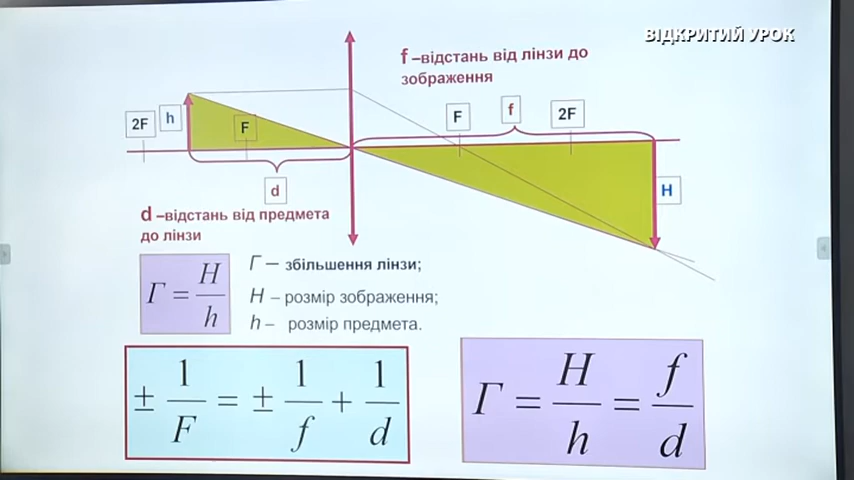 ВІДКРИТИЙ УРОК
f –відстань від лінзи до
зображення
2F
h
F
F
f
2F
d
H
d –відстань від предмета
до лінзи
Г = H/h
Г – збільшення лінзи;
H – розмір зображення;
h – розмір предмета.
± 1/F = ± 1/f + 1/d
Г = H/h = f/d